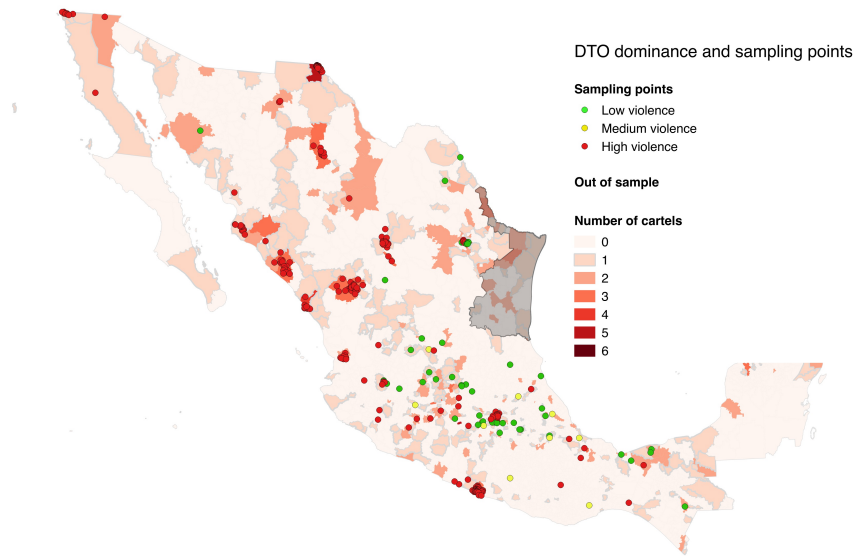 DTO dominance and sampling points
Sampling points
Low violence
Medium violence
High violence
Out of sample
Number of cartels
0
1
2
3
4
5
6